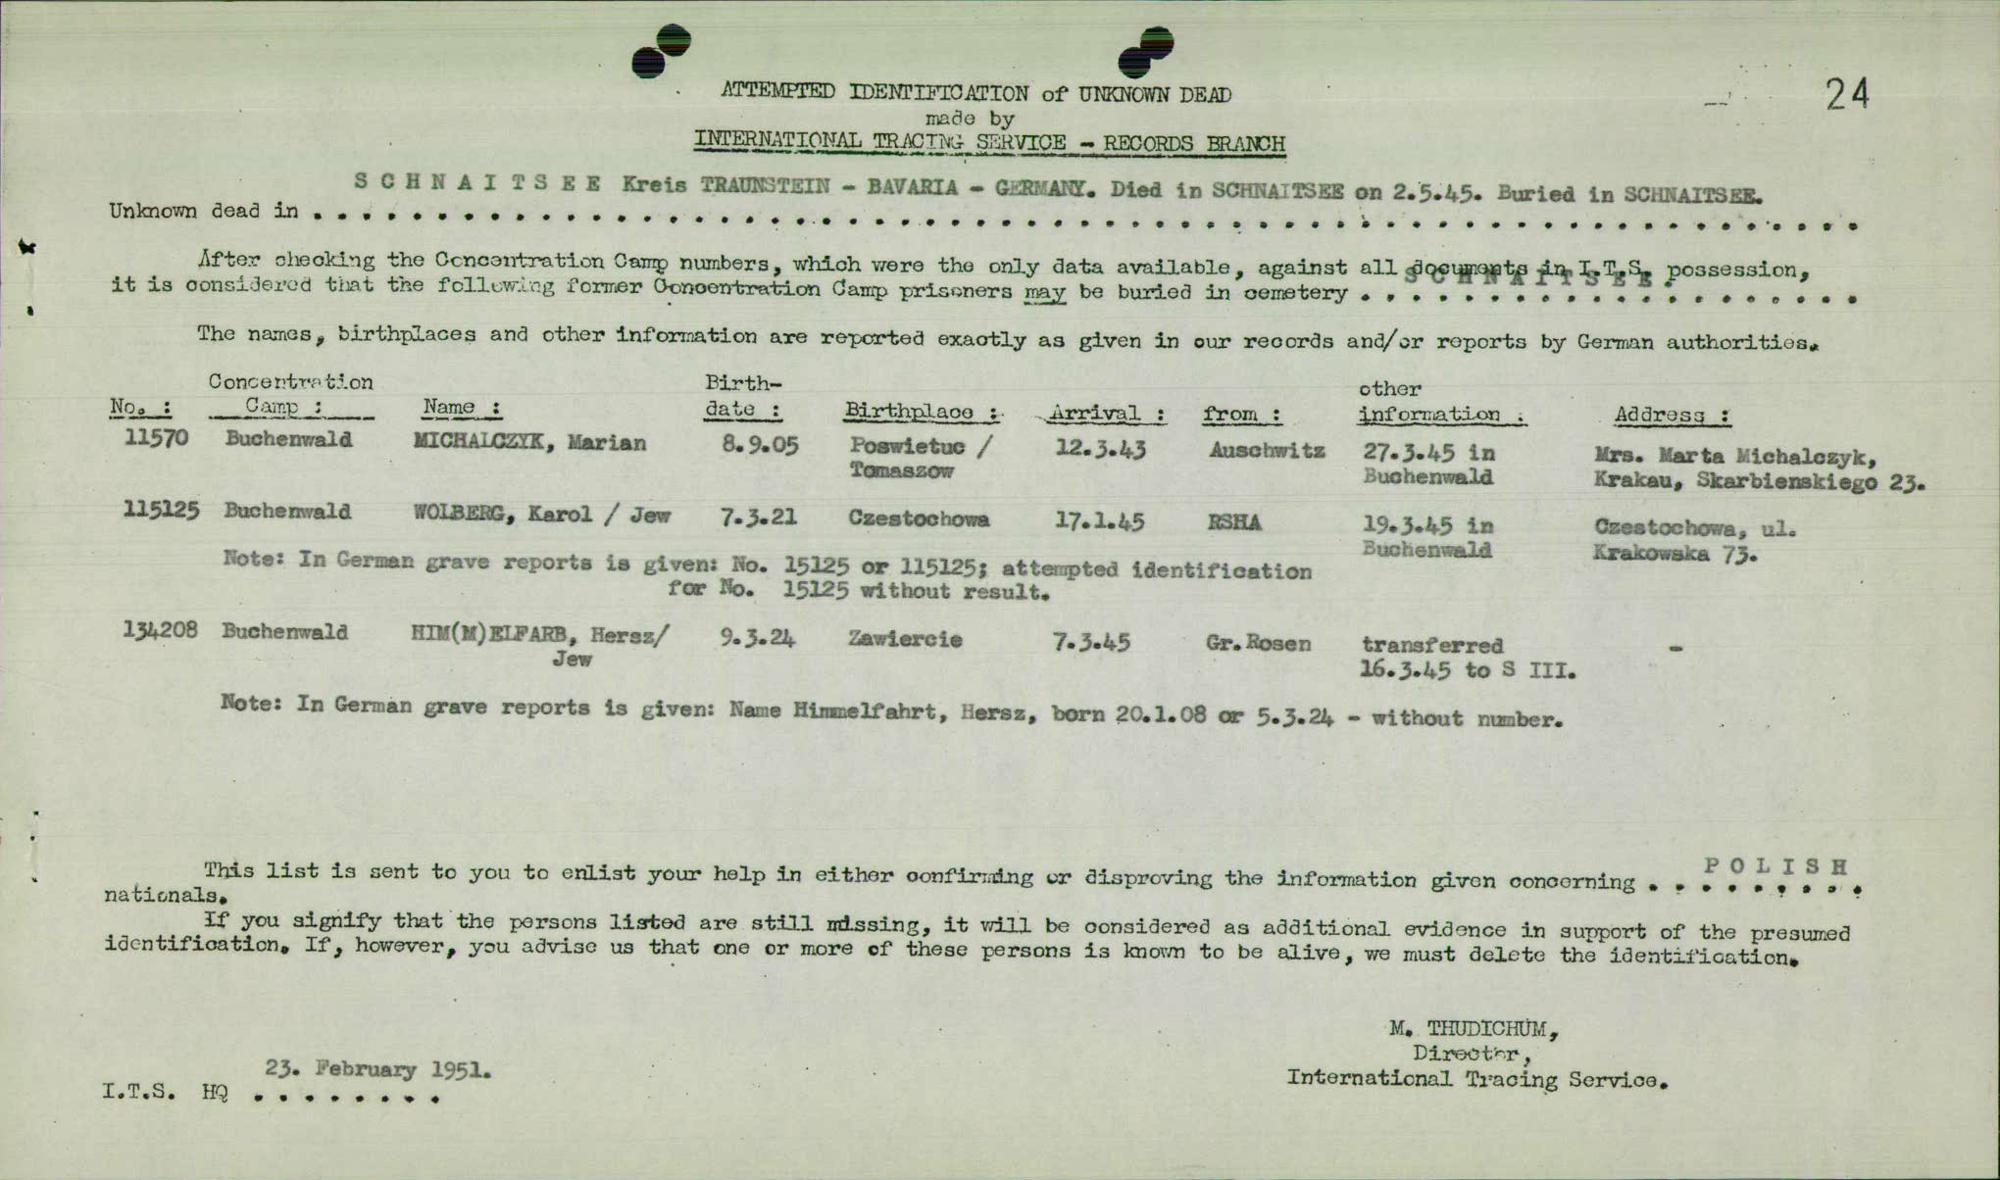 24
ATTEMPTED IDENTIFICATION of UNKNOWN DEAD
made by
INTERNATIONAL TRACING SERVICE - RECORDS BRANCH
S C H N A I T S E E Kreis TRAUNSTEIN - BAVARIA - GERMANY. Died in SCHNAITSEE on 2.5.45. Buried in SCHNAITSEE.
Unknown dead in . . . . . . . . . . . . . . . . . . . . . . . . . . . . . . . . . . . . . . . . . . . . . . . . . . . . . . . . . . . .
After checking the Concentration Camp numbers, which were the only data available, against all documents in I.T.S. possession,
S C H N A I T S E E.
it is considered that the following former Concentration Camp prisoners may be buried in cemetery . . . . . . . . . . . . . . . . . . . .
The names, birthplaces and other information are reported exactly as given in our records and/or reports by German authorities.
No. : Concentration Camp : Name : Birth-date : Birthplace : Arrival : from : other information : Address :
11570 Buchenwald MICHALCZYK, Marian 8.9.05 Poswietuc / 12.3.43 Auschwitz 27.3.45 in Mrs. Marta Michalczyk,
Tomaszow Buchenwald Krakau, Skarbienskiego 23.
115125 Buchenwald WOLBERG, Karol / Jew 7.3.21 Czestochowa 17.1.45 RSHA 19.3.45 in Czestochowa, ul.
Buchenwald Krakowska 73.
Note: In German grave reports is given: No. 15125 or 115125; attempted identification
for No. 15125 without result.
134208 Buchenwald HIM(M)ELFARB, Hersz/ 9.3.24 Zawiercie 7.3.45 Gr.Rosen transferred -
Jew 16.3.45 to S III.
Note: In German grave reports is given: Name Himmelfahrt, Hersz, born 20.1.08 or 5.3.24 - without number.
P O L I S H
This list is sent to you to enlist your help in either confirming or disproving the information given concerning . . . . . . . . .
nationals.
If you signify that the persons listed are still missing, it will be considered as additional evidence in support of the presumed
identification. If, however, you advise us that one or more of these persons is known to be alive, we must delete the identification.
M. THUDICHUM,
Director,
International Tracing Service.
23. February 1951.
I.T.S. HQ . . . . . . . .